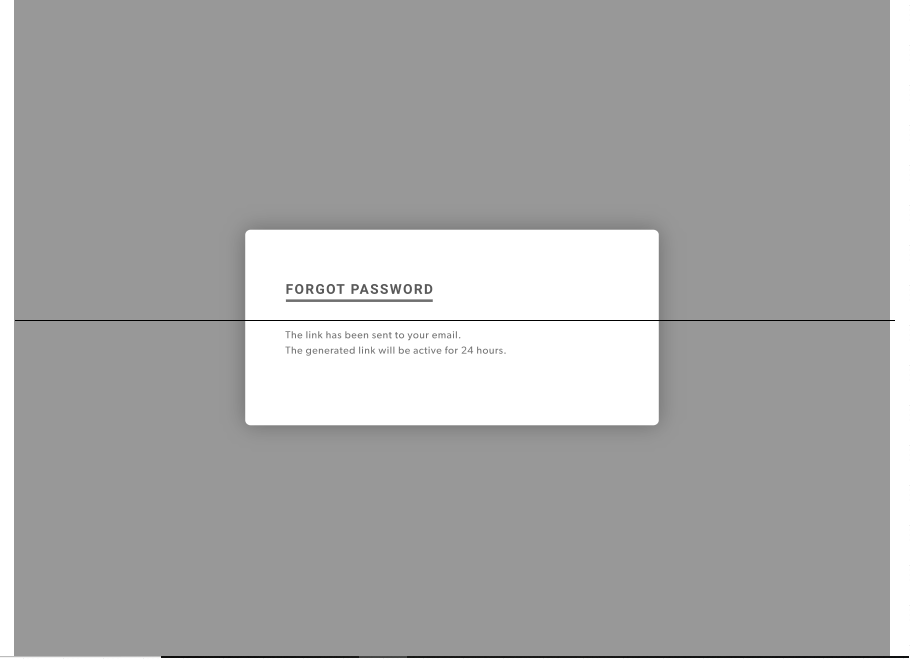 FORGOT PASSWORD
The link has been sent to your email.
The generated link will be active for 24 hours.